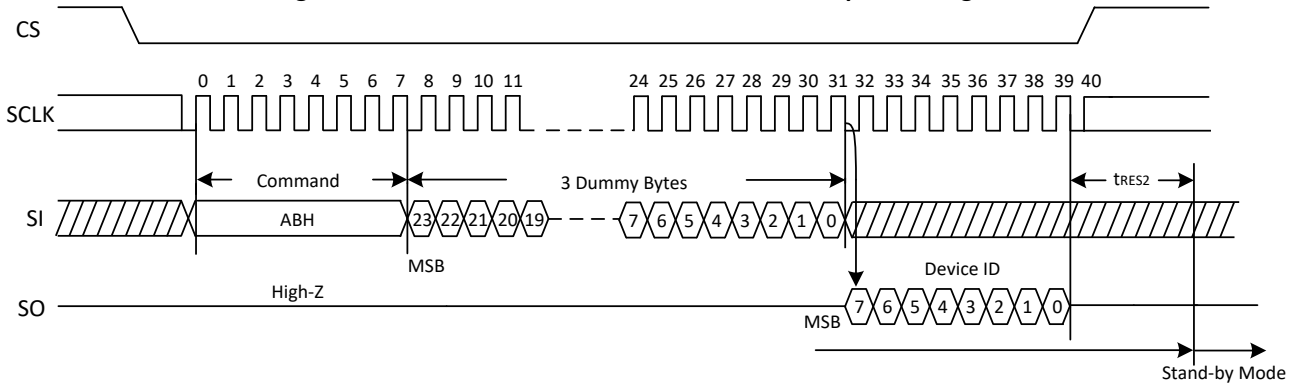 CS
0 1 2 3 4 5 6 7 8 9 10 11 24 25 26 27 28 29 30 31 32 33 34 35 36 37 38 39 40
SCLK
Command 3 Dummy Bytes tRES2
SI ABH 23 22 21 20 19 7 6 5 4 3 2 1 0
MSB
Device ID
High-Z
SO 7 6 5 4 3 2 1 0
MSB
Stand-by Mode